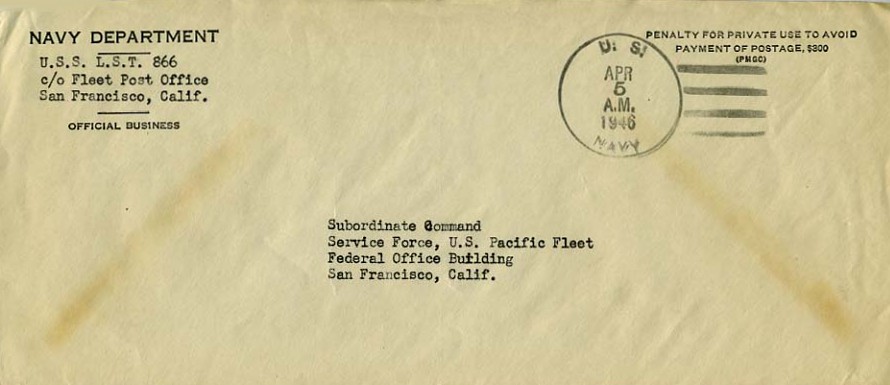 NAVY DEPARTMENT
U.S.S. L.S.T. 866
c/o Fleet Post Office
San Francisco, Calif.
OFFICIAL BUSINESS
PENALTY FOR PRIVATE USE TO AVOID
PAYMENT OF POSTAGE, $300
(PMGC)
U. S.
APR
5
A.M.
1946
NAVY
Subordinate Command
Service Force, U.S. Pacific Fleet
Federal Office Building
San Francisco, Calif.